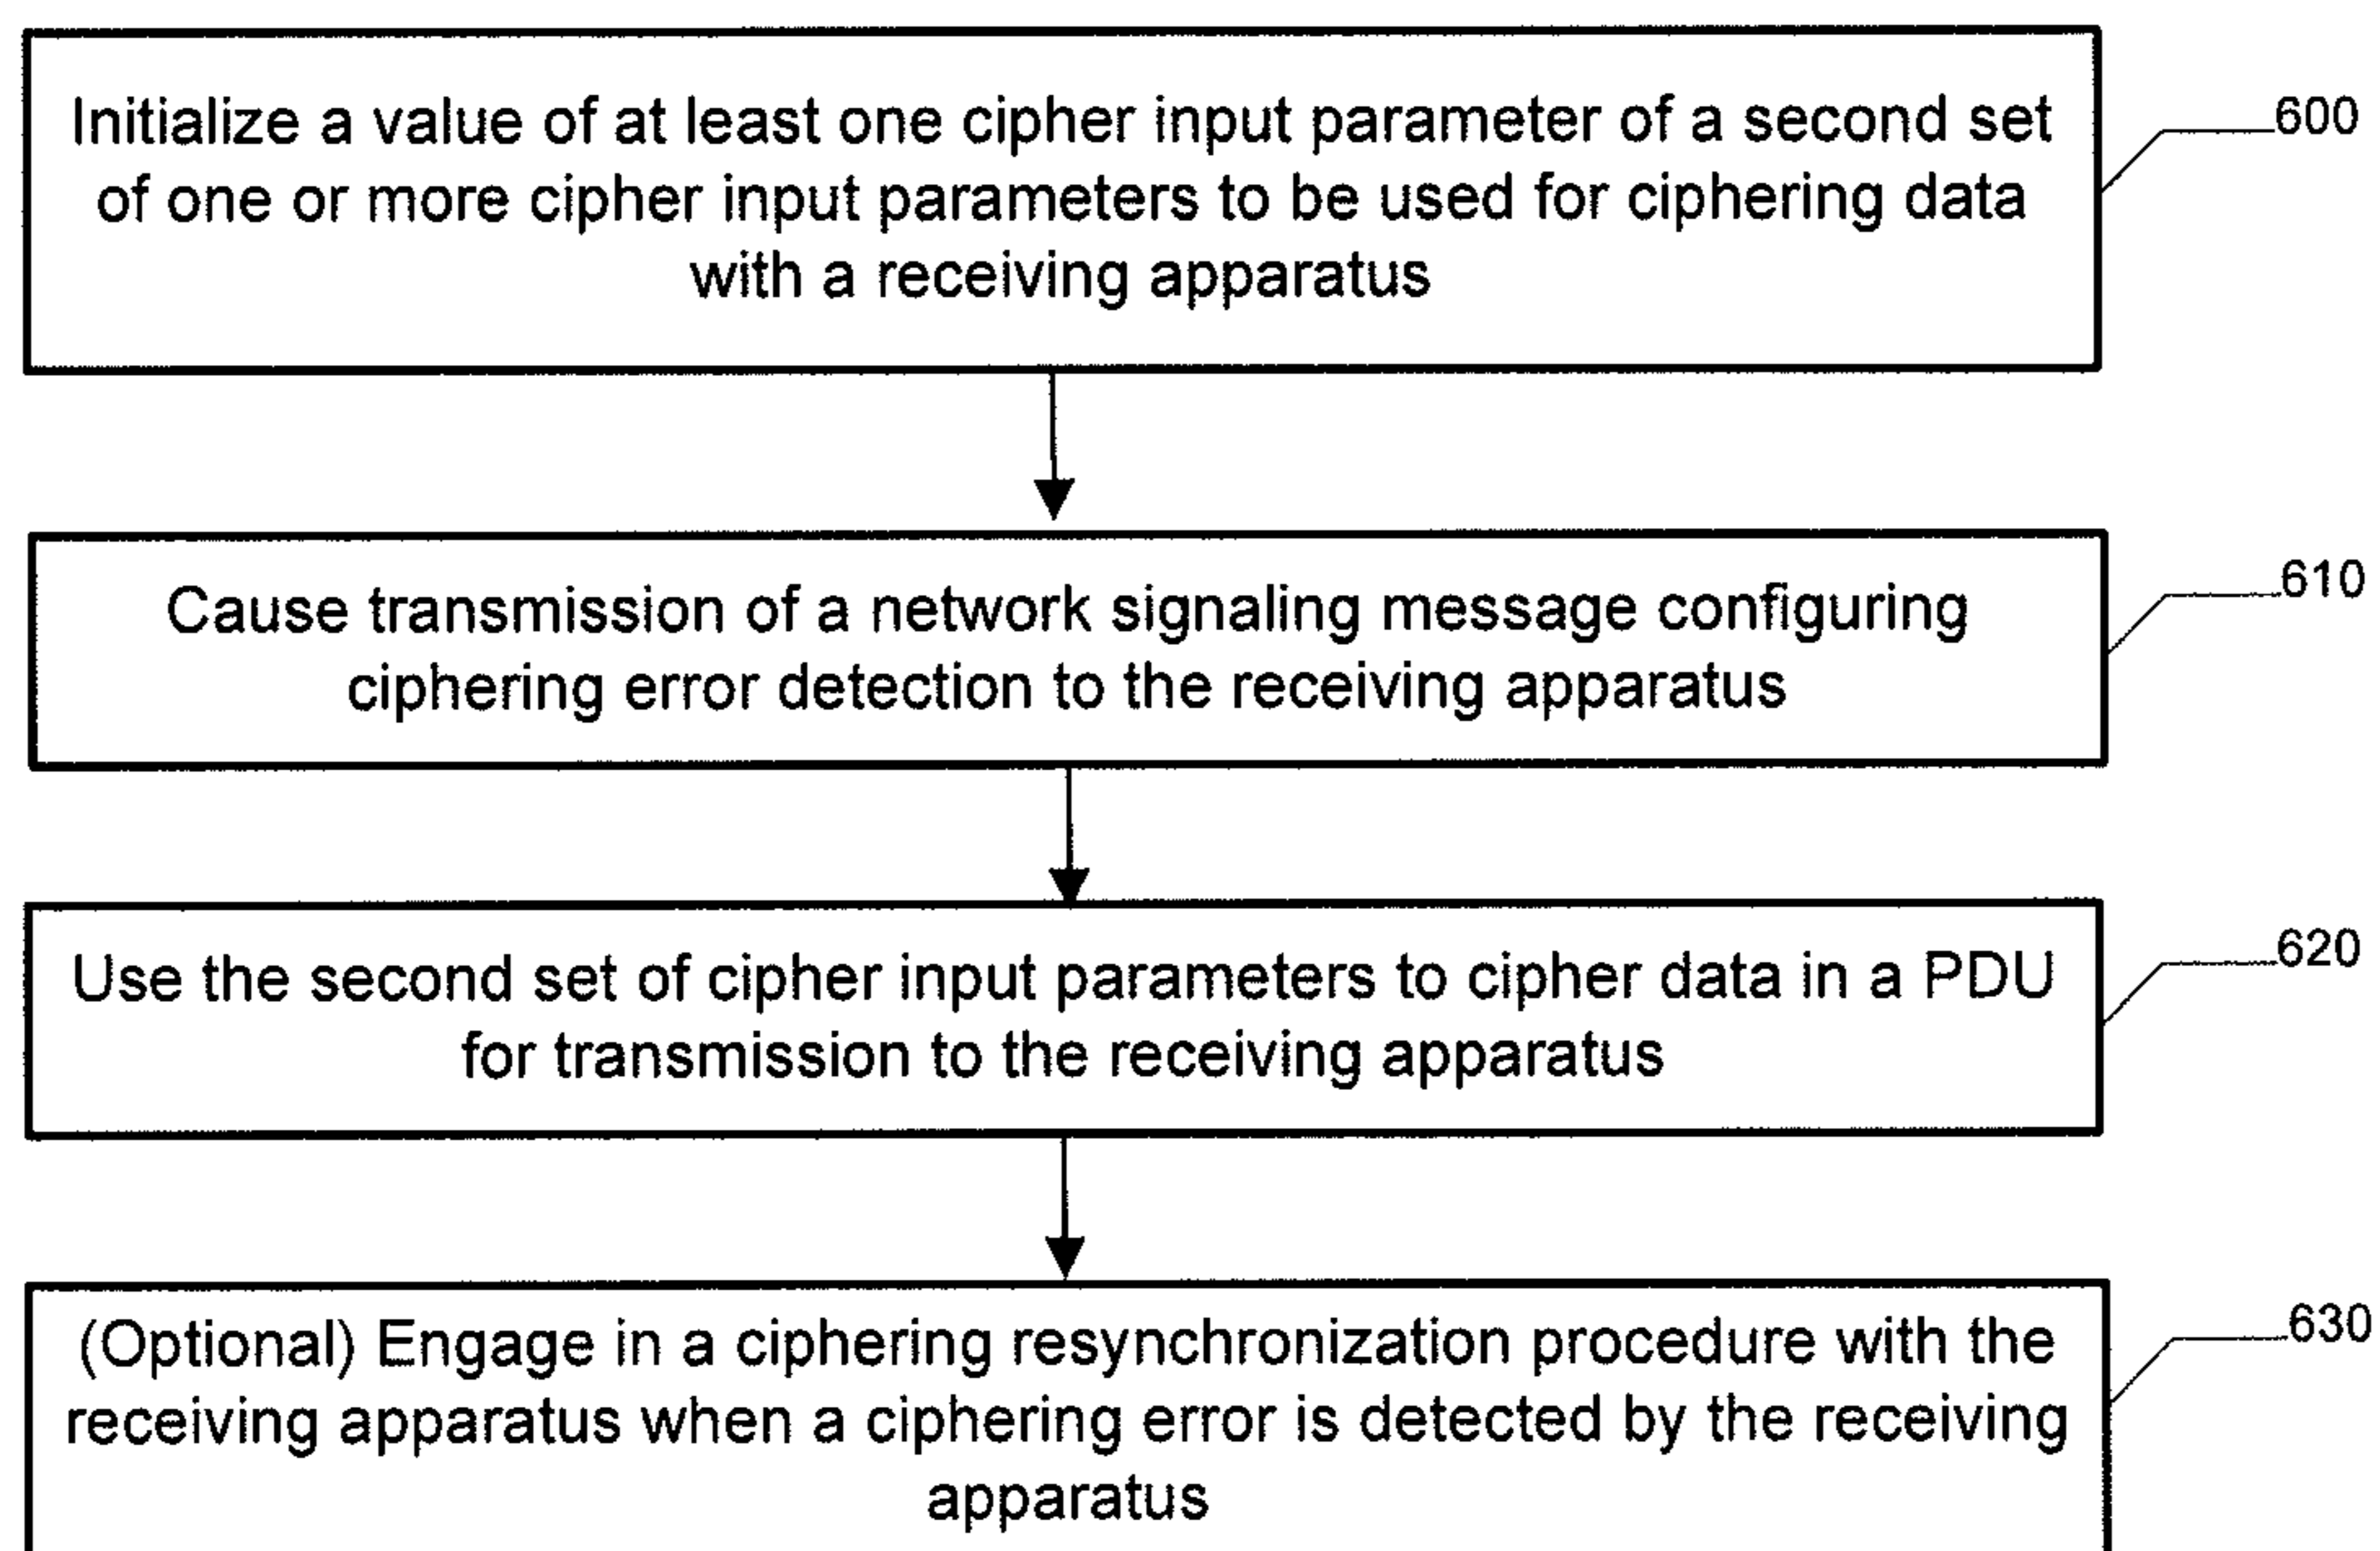 Initialize a value of at least one cipher input parameter of a second set
of one or more cipher input parameters to be used for ciphering data
with a receiving apparatus
600
Cause transmission of a network signaling message configuring
ciphering error detection to the receiving apparatus
610
Use the second set of cipher input parameters to cipher data in a PDU
for transmission to the receiving apparatus
620
(Optional) Engage in a ciphering resynchronization procedure with the
receiving apparatus when a ciphering error is detected by the receiving
apparatus
630